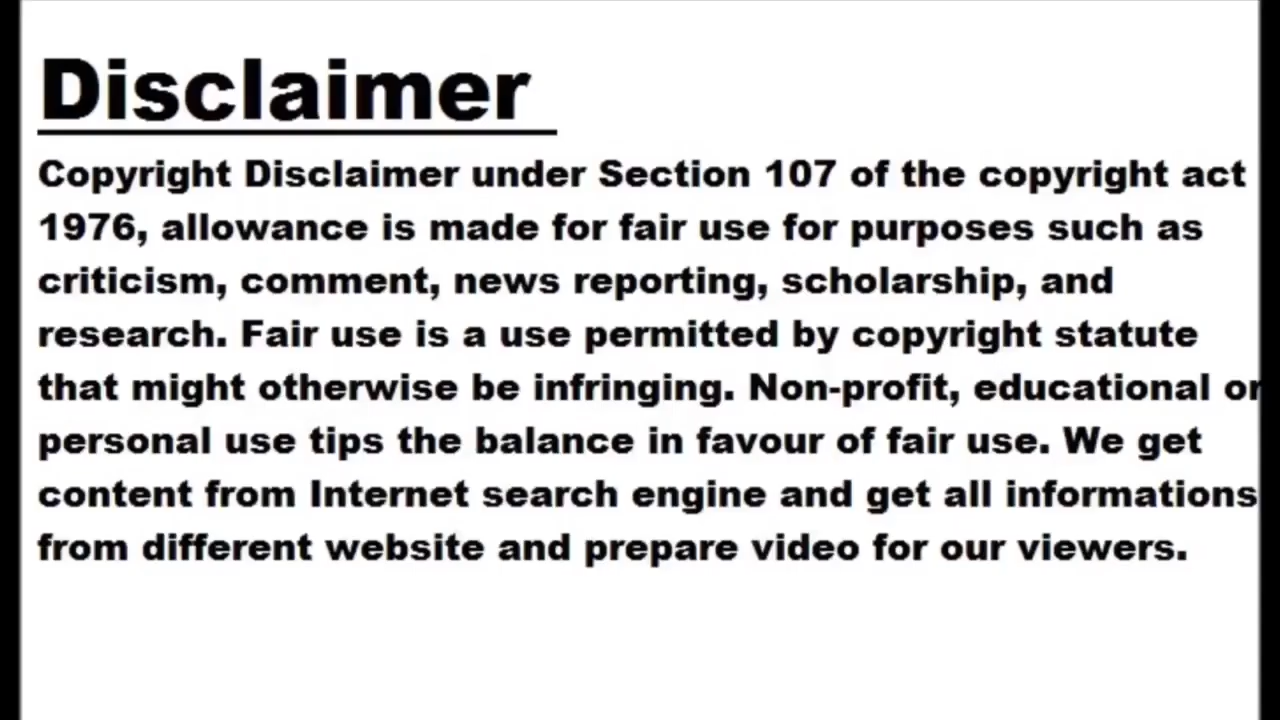 Disclaimer
Copyright Disclaimer under Section 107 of the copyright act
1976, allowance is made for fair use for purposes such as
criticism, comment, news reporting, scholarship, and
research. Fair use is a use permitted by copyright statute
that might otherwise be infringing. Non-profit, educational or
personal use tips the balance in favour of fair use. We get
content from Internet search engine and get all informations
from different website and prepare video for our viewers.